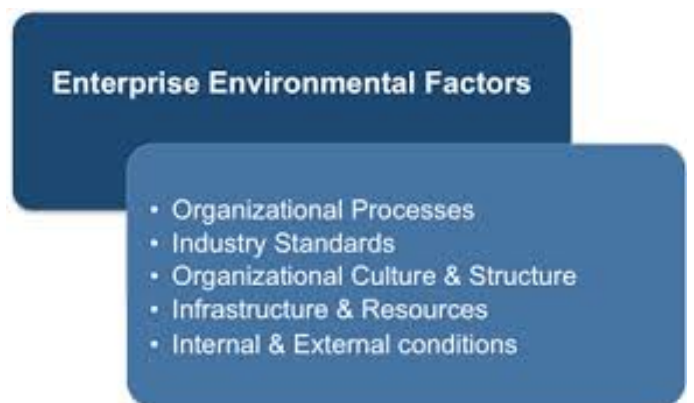 Enterprise Environmental Factors
• Organizational Processes
• Industry Standards
• Organizational Culture & Structure
• Infrastructure & Resources
• Internal & External conditions